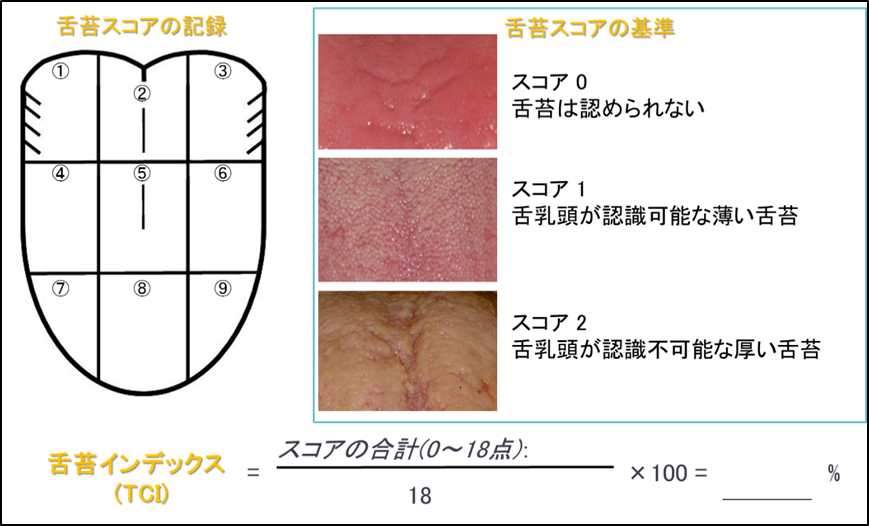 舌苔スコアの記録
①
②
③
④
⑤
⑥
⑦
⑧
⑨
舌苔スコアの基準
スコア 0
舌苔は認められない
スコア 1
舌乳頭が認識可能な薄い舌苔
スコア 2
舌乳頭が認識不可能な厚い舌苔
舌苔インデックス
(TCI)
=
スコアの合計(0～18点):
18
×100 = ％